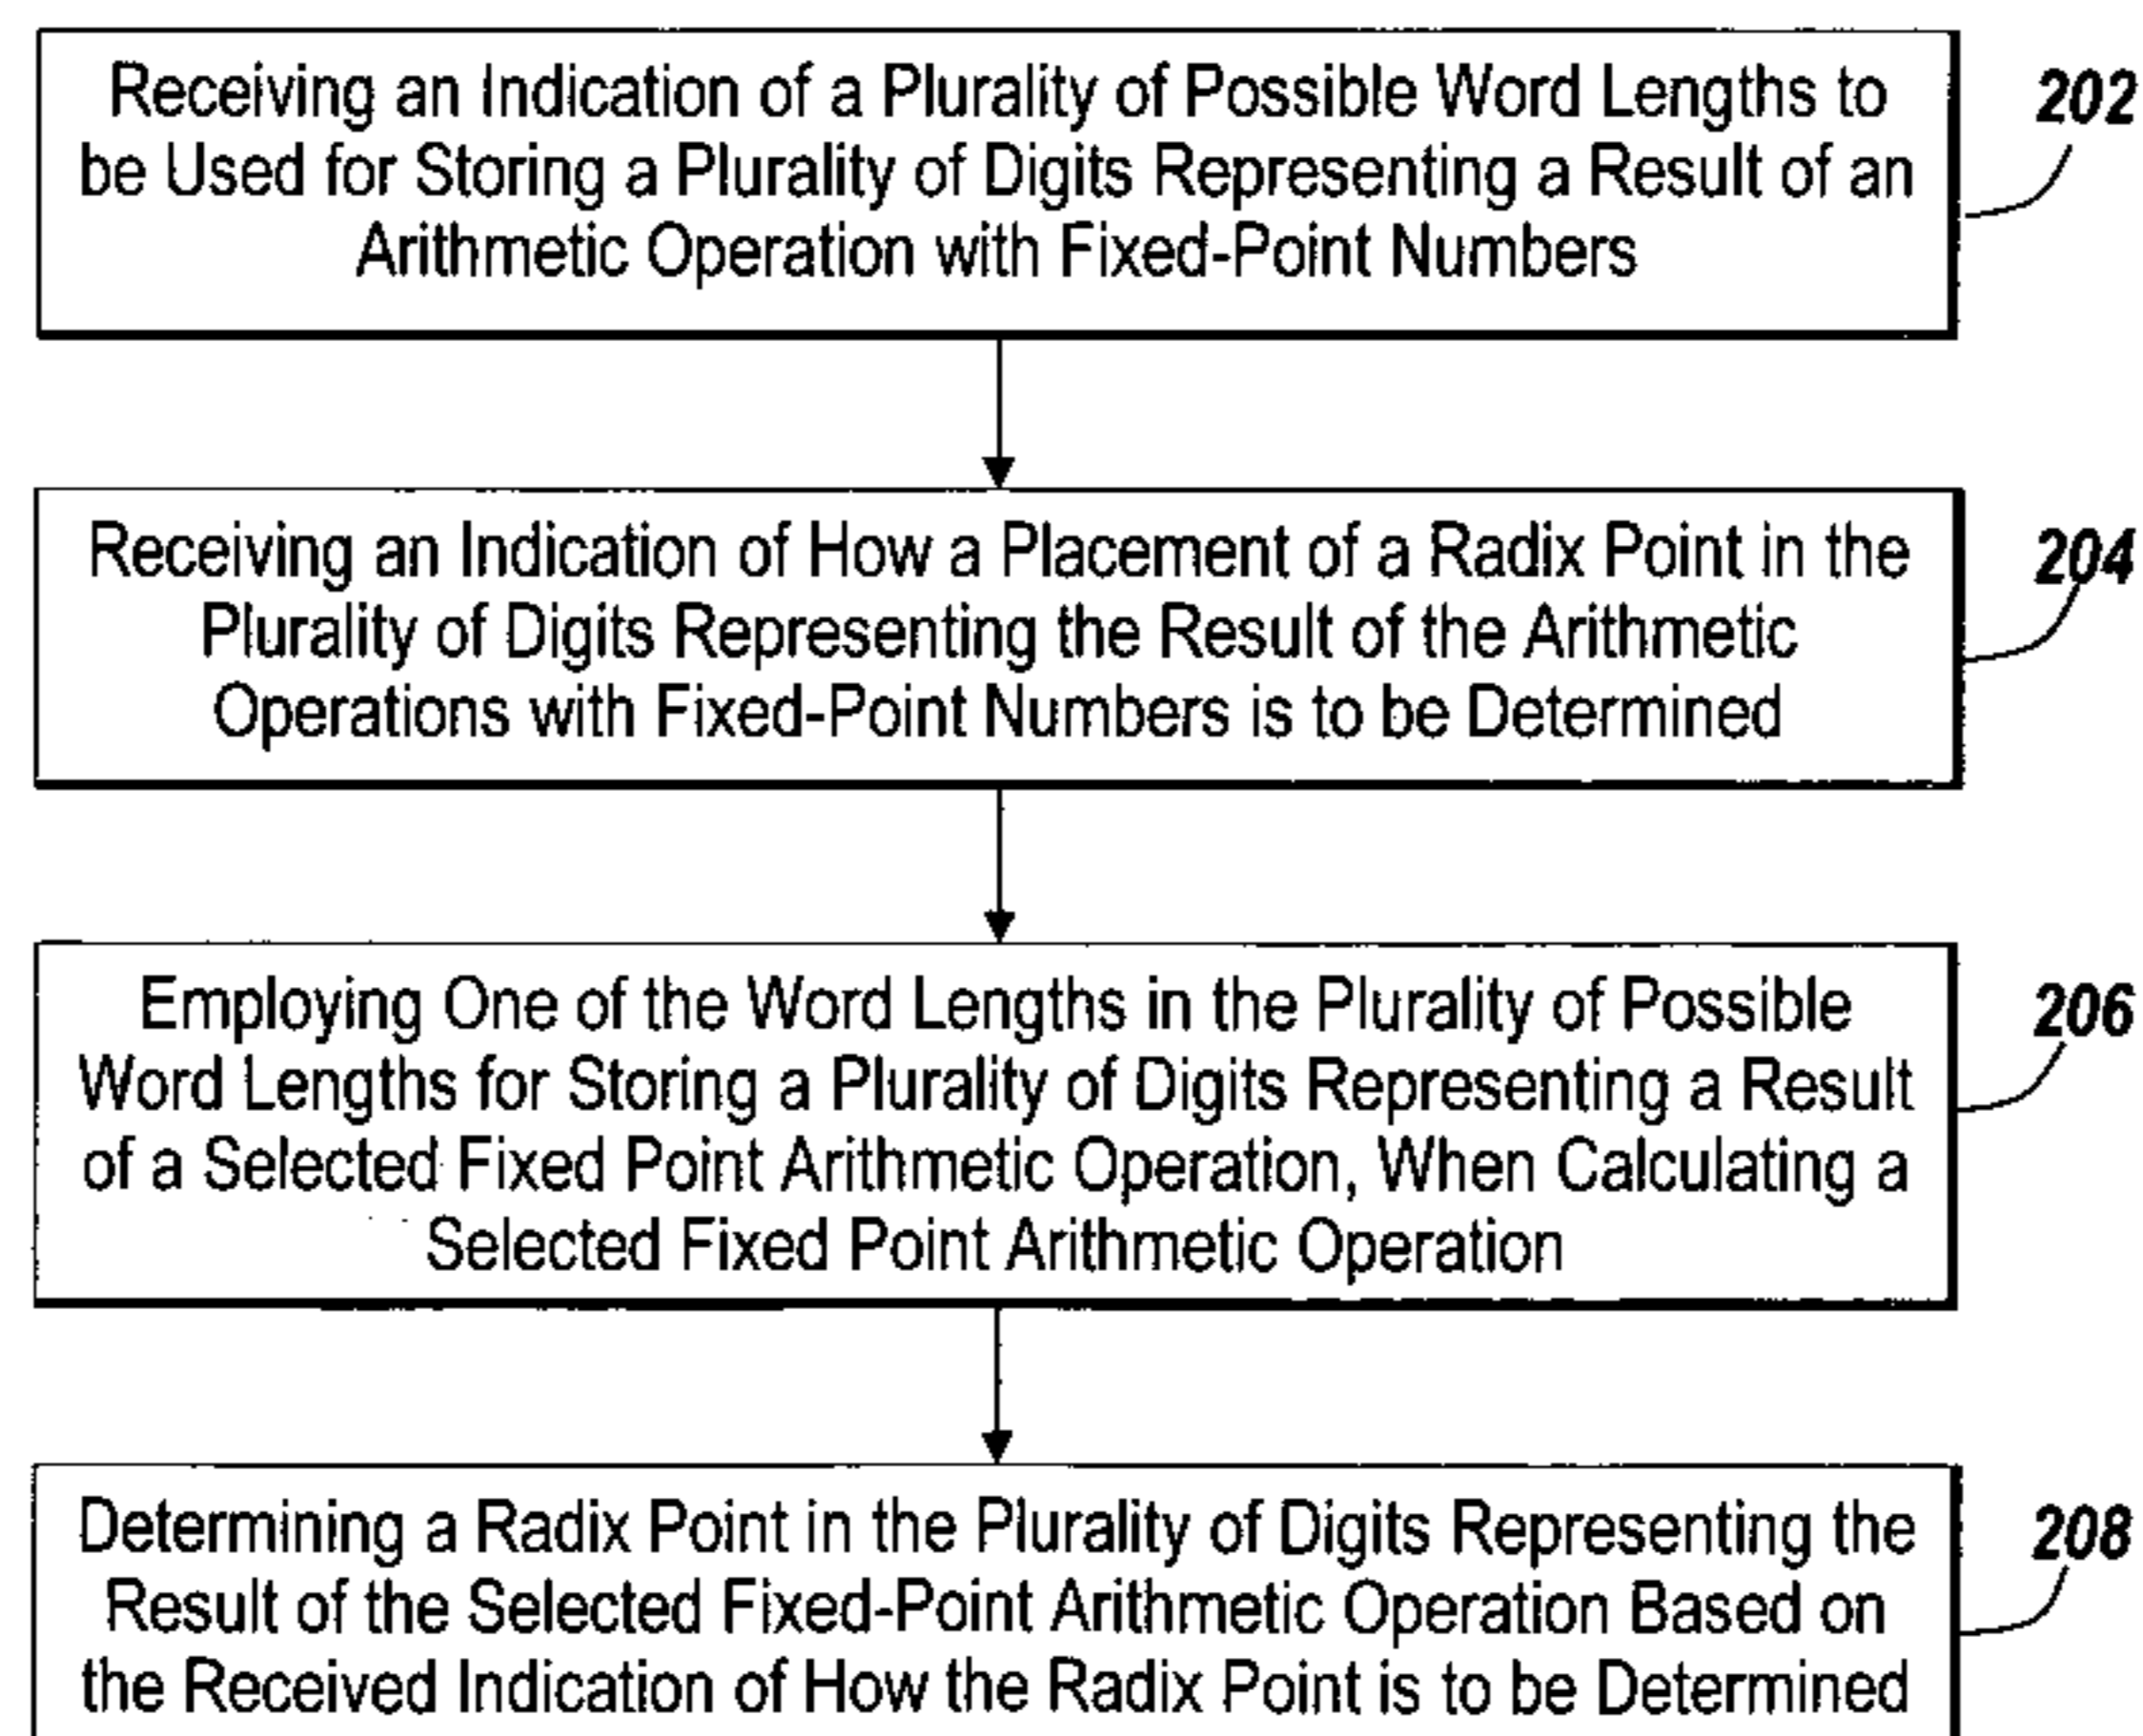 Receiving an Indication of a Plurality of Possible Word Lengths to
be Used for Storing a Plurality of Digits Representing a Result of an
Arithmetic Operation with Fixed-Point Numbers
202
Receiving an Indication of How a Placement of a Radix Point in the
Plurality of Digits Representing the Result of the Arithmetic
Operations with Fixed-Point Numbers is to be Determined
204
Employing One of the Word Lengths in the Plurality of Possible
Word Lengths for Storing a Plurality of Digits Representing a Result
of a Selected Fixed Point Arithmetic Operation, When Calculating a
Selected Fixed Point Arithmetic Operation
206
Determining a Radix Point in the Plurality of Digits Representing the
Result of the Selected Fixed-Point Arithmetic Operation Based on
the Received Indication of How the Radix Point is to be Determined
208